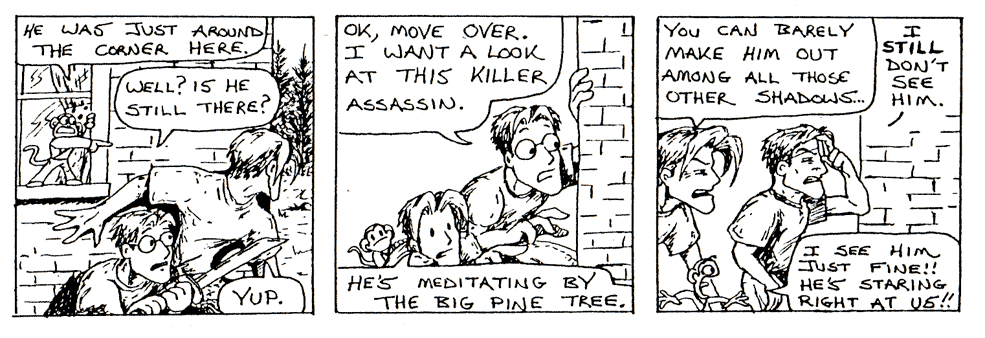 HE WAS JUST AROUND
THE CORNER HERE.
WELL? IS HE
STILL THERE?
YUP.
OK, MOVE OVER.
I WANT A LOOK
AT THIS KILLER
ASSASSIN.
HE'S MEDITATING BY
THE BIG PINE TREE.
YOU CAN BARELY
MAKE HIM OUT
AMONG ALL THOSE
OTHER SHADOWS...
I
STILL
DON'T
SEE
HIM.
I SEE HIM
JUST FINE!!
HE'S STARING
RIGHT AT US!!